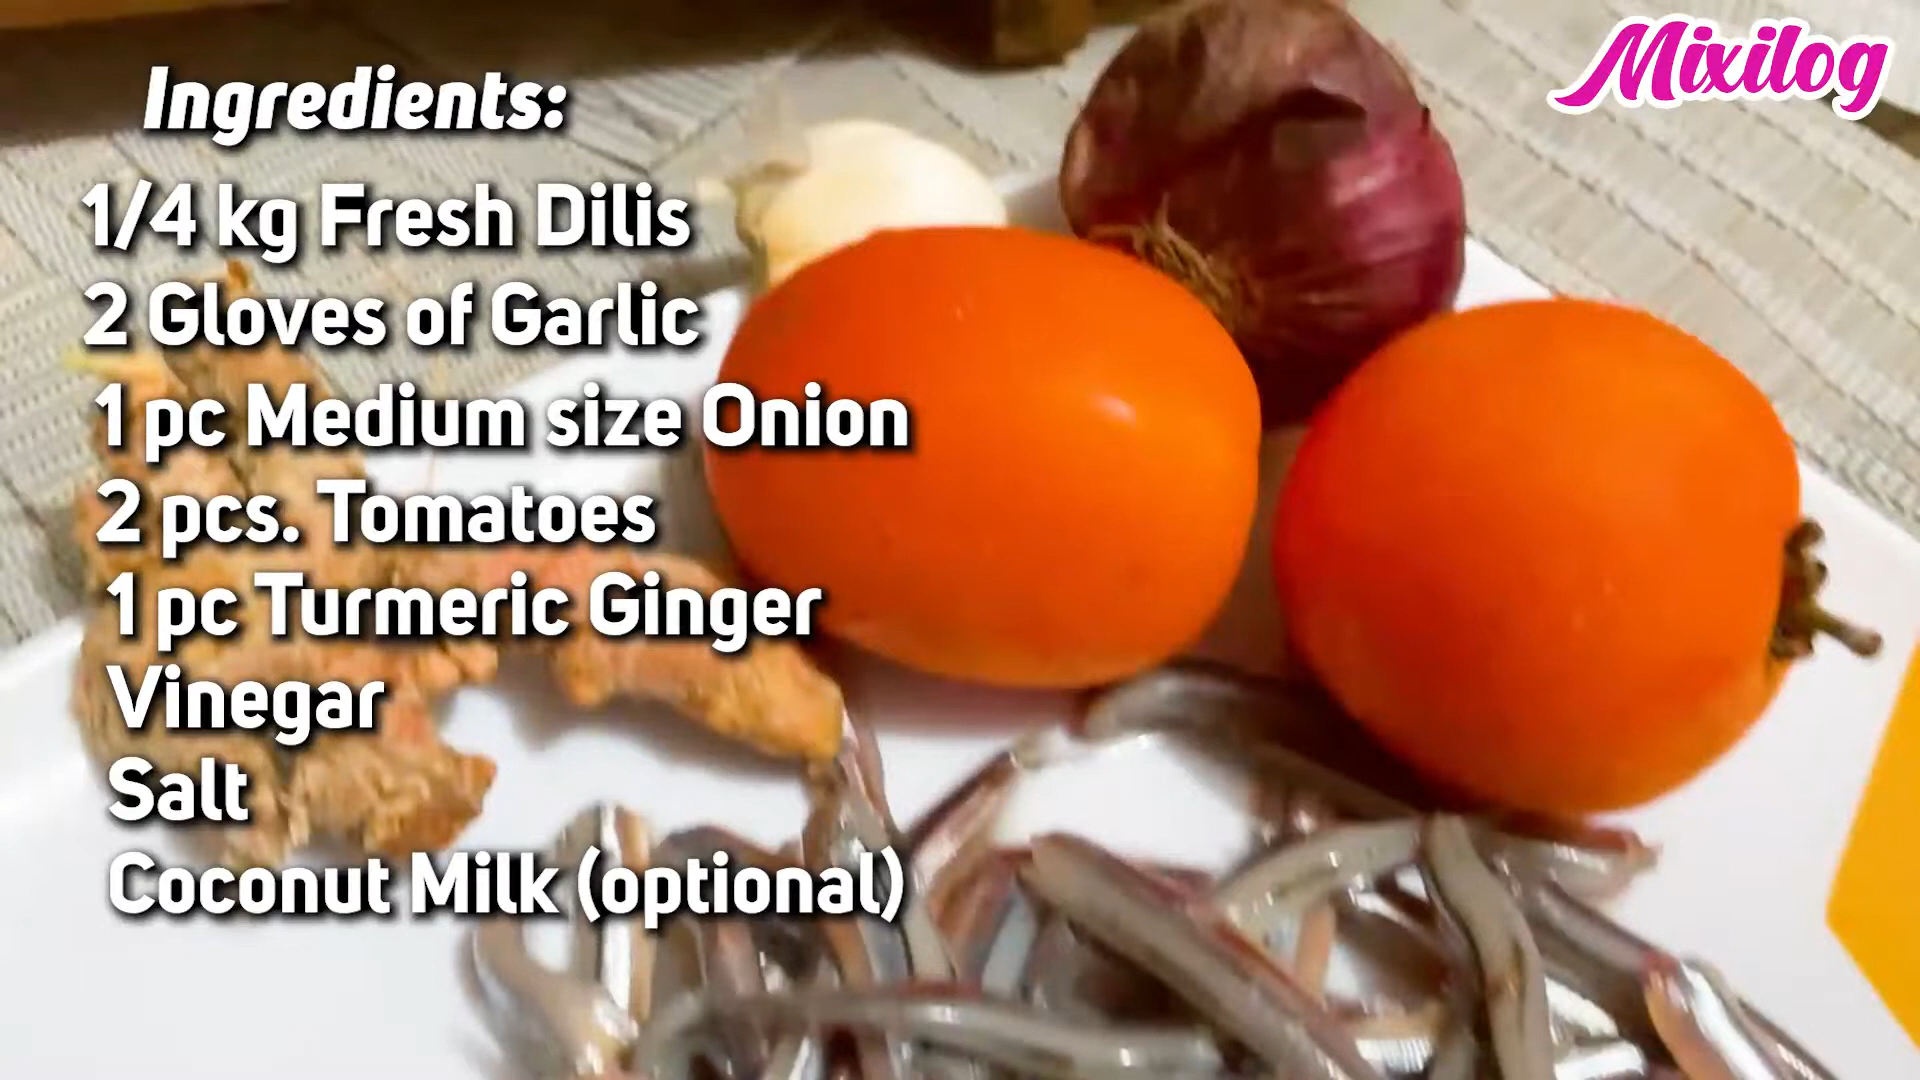 Mixilog
Ingredients:
1/4 kg Fresh Dilis
2 Gloves of Garlic
1 pc Medium size Onion
2 pcs. Tomatoes
1 pc Turmeric Ginger
Vinegar
Salt
Coconut Milk (optional)